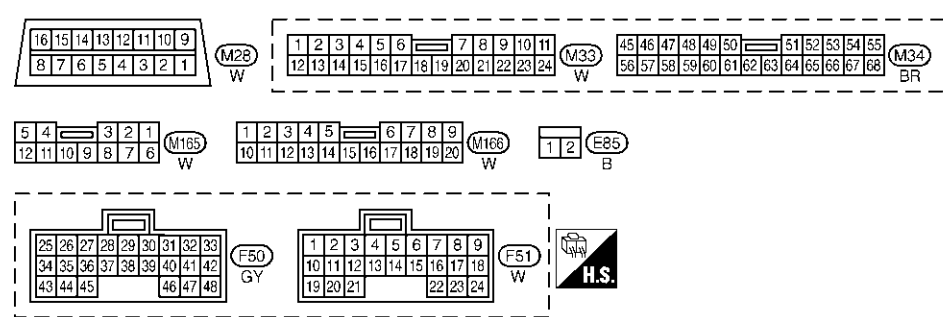 16 15 14 13 12 11 10 9
8 7 6 5 4 3 2 1
M28
W
1 2 3 4 5 6 7 8 9 10 11
12 13 14 15 16 17 18 19 20 21 22 23 24
M33
W
45 46 47 48 49 50 51 52 53 54 55
56 57 58 59 60 61 62 63 64 65 66 67 68
M34
BR
5 4 3 2 1
12 11 10 9 8 7 6
M165
W
1 2 3 4 5 6 7 8 9
10 11 12 13 14 15 16 17 18 19 20
M166
W
1 2
E85
B
25 26 27 28 29 30 31 32 33
34 35 36 37 38 39 40 41 42
43 44 45 46 47 48
F50
GY
1 2 3 4 5 6 7 8 9
10 11 12 13 14 15 16 17 18
19 20 21 22 23 24
F51
W
H.S.